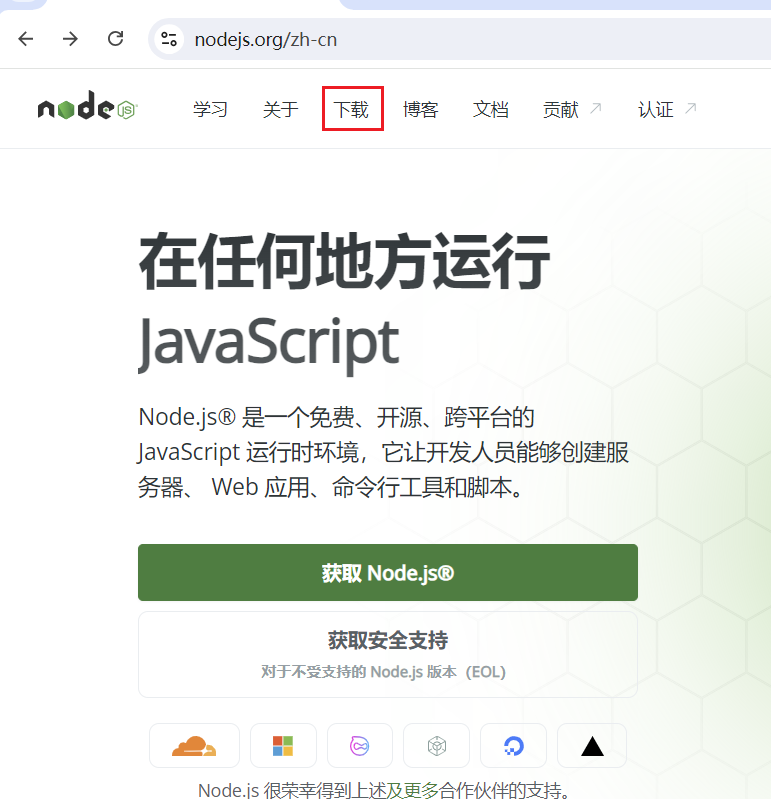 nodejs.org/zh-cn
node JS 学习 关于 下载 博客 文档 贡献 认证
在任何地方运行
JavaScript
Node.js® 是一个免费、开源、跨平台的
JavaScript 运行时环境，它让开发人员能够创建服
务器、 Web 应用、命令行工具和脚本。
获取 Node.js®
获取安全支持
对于不受支持的 Node.js 版本（EOL）
Node.js 很荣幸得到上述及更多合作伙伴的支持。